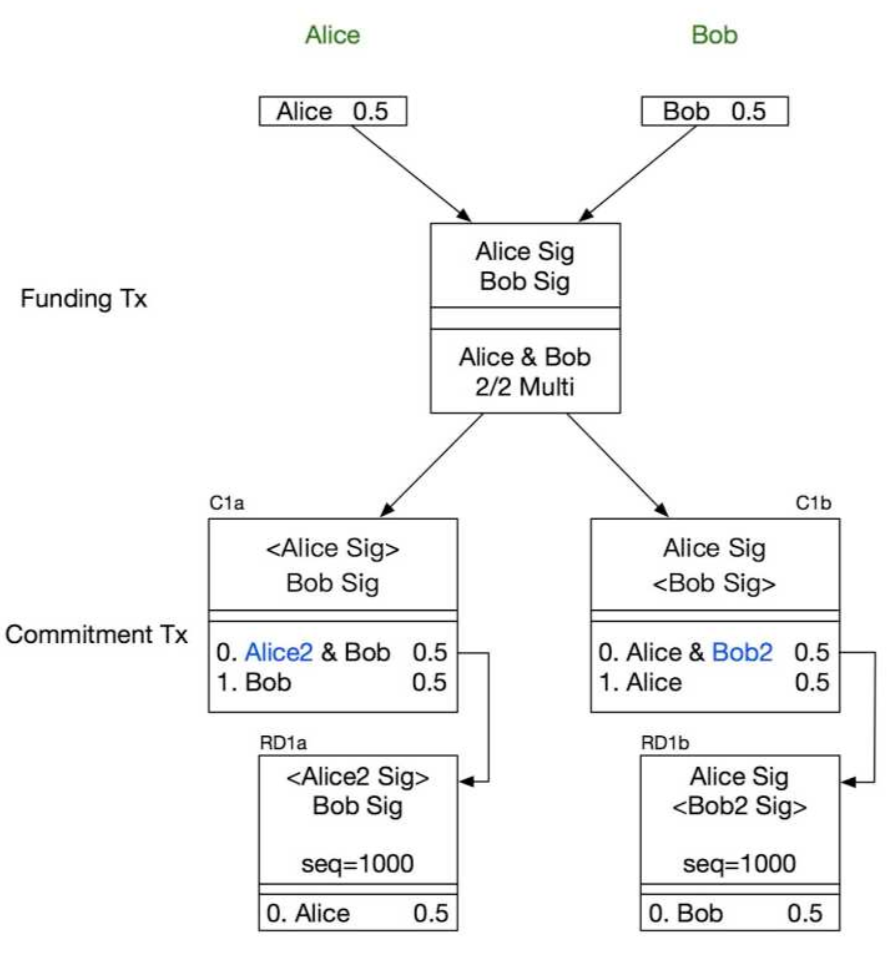 Alice Bob
Alice 0.5 Bob 0.5
Alice Sig
Bob Sig
Funding Tx
Alice & Bob
2/2 Multi
C1a C1b
<Alice Sig> Alice Sig
Bob Sig <Bob Sig>
Commitment Tx
0. Alice2 & Bob 0.5 0. Alice & Bob2 0.5
1. Bob 0.5 1. Alice 0.5
RD1a RD1b
<Alice2 Sig> Alice Sig
Bob Sig <Bob2 Sig>
seq=1000 seq=1000
0. Alice 0.5 0. Bob 0.5